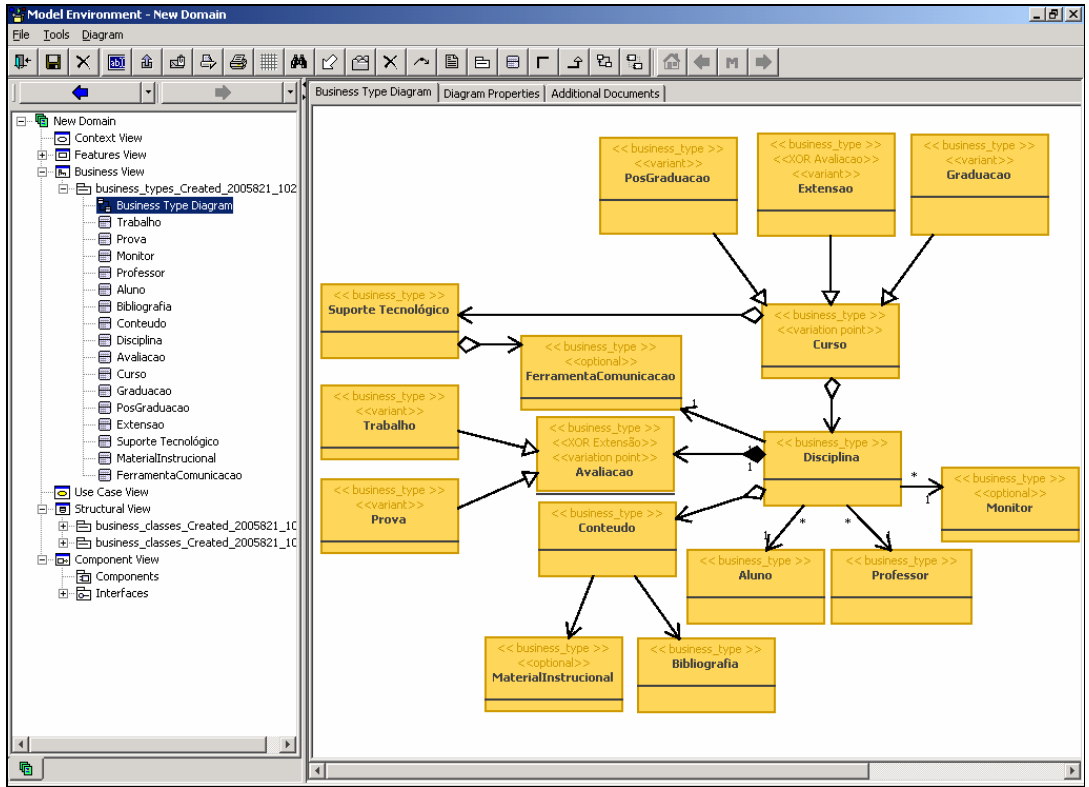 Model Environment - New Domain
File Tools Diagram
Business Type Diagram Diagram Properties Additional Documents
New Domain
Context View
Features View
Business View
business_types_Created_2005821_102
Business Type Diagram
Trabalho
Prova
Monitor
Professor
Aluno
Bibliografia
Conteudo
Disciplina
Avaliacao
Curso
Graduacao
PosGraduacao
Extensao
Suporte Tecnológico
MaterialInstrucional
FerramentaComunicacao
Use Case View
Structural View
business_classes_Created_2005821_10
business_classes_Created_2005821_10
Component View
Components
Interfaces
<< business_type >>
<<variant>>
PosGraduacao
<< business_type >>
<<XOR Avaliacao>>
<<variant>>
Extensao
<< business_type >>
<<variant>>
Graduacao
<< business_type >>
Suporte Tecnológico
<< business_type >>
<<variation point>>
Curso
<< business_type >>
<<optional>>
FerramentaComunicacao
<< business_type >>
<<variant>>
Trabalho
<< business_type >>
<<XOR Extensão>>
<<variation point>>
Avaliacao
<< business_type >>
Disciplina
1
1
1
<< business_type >>
<<variant>>
Prova
<< business_type >>
Conteudo
*
1
<< business_type >>
<<optional>>
Monitor
*
1
*
1
<< business_type >>
Aluno
<< business_type >>
Professor
<< business_type >>
<<optional>>
MaterialInstrucional
<< business_type >>
Bibliografia